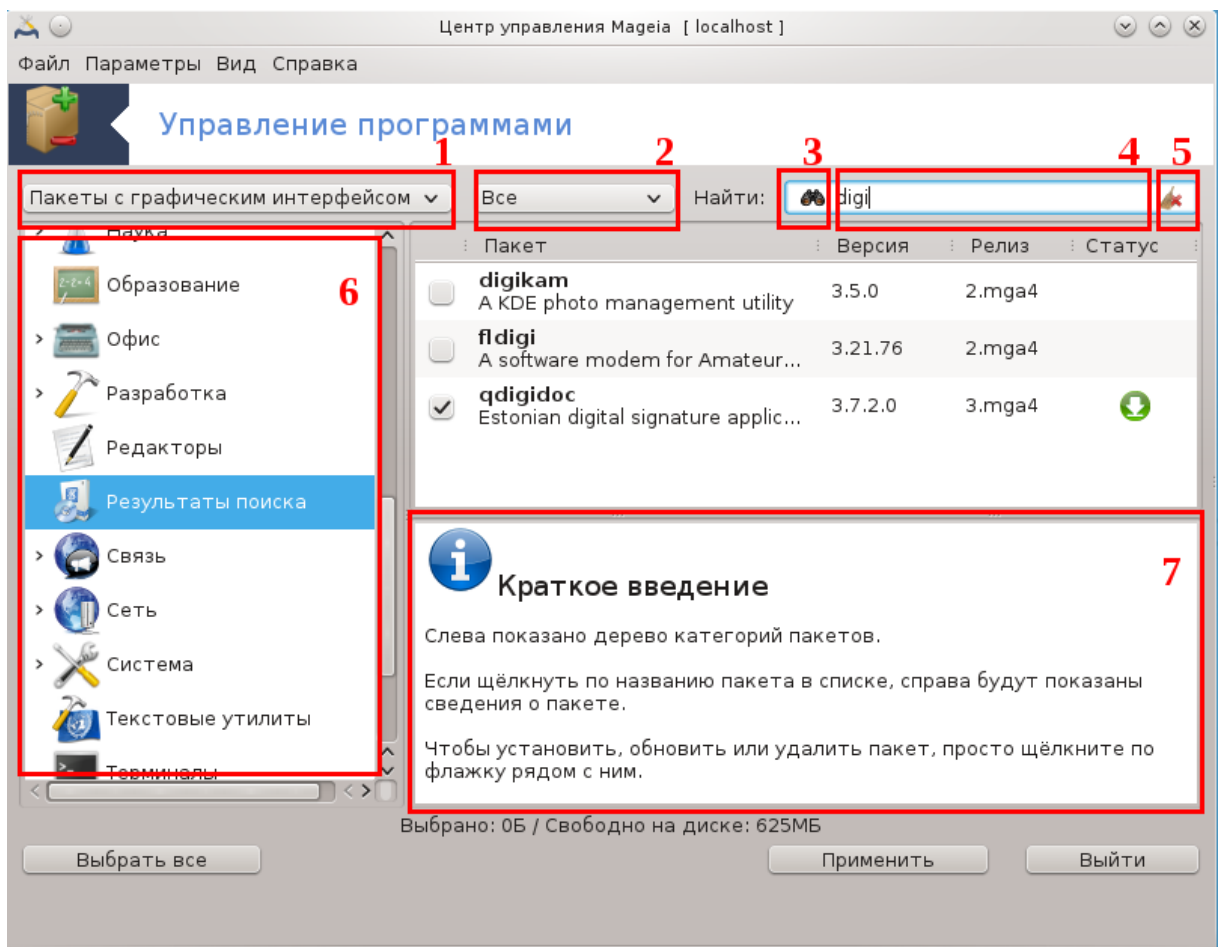 Центр управления Mageia [ localhost ]
Файл Параметры Вид Справка
Управление программами
1 2 3 4 5
Пакеты с графическим интерфейсом Все Найти: digi
Наука
Образование
6
Офис
Разработка
Редакторы
Результаты поиска
Связь
Сеть
Система
Текстовые утилиты
Терминалы
Пакет Версия Релиз Статус
digikam
A KDE photo management utility 3.5.0 2.mga4
fldigi
A software modem for Amateur... 3.21.76 2.mga4
qdigidoc
Estonian digital signature applic... 3.7.2.0 3.mga4
7
Краткое введение
Слева показано дерево категорий пакетов.
Если щёлкнуть по названию пакета в списке, справа будут показаны
сведения о пакете.
Чтобы установить, обновить или удалить пакет, просто щёлкните по
флажку рядом с ним.
Выбрано: 0Б / Свободно на диске: 625МБ
Выбрать все Применить Выйти